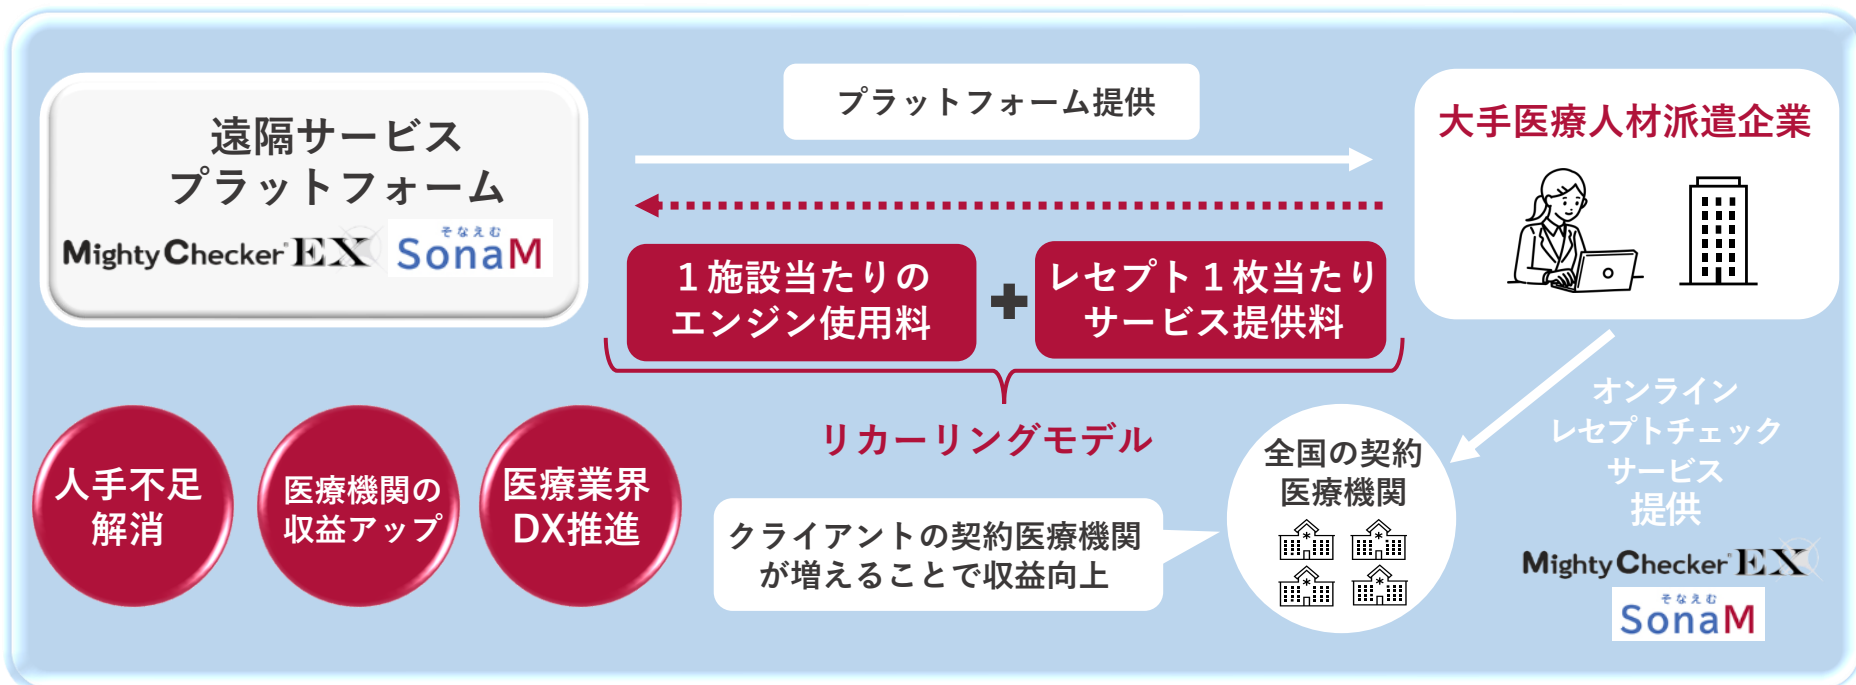 遠隔サービス
プラットフォーム
MightyChecker® EX
そなえむ
SonaM
プラットフォーム提供
大手医療人材派遣企業
1施設当たりの
エンジン使用料
+
レセプト1枚当たり
サービス提供料
リカーリングモデル
人手不足
解消
医療機関の
収益アップ
医療業界
DX推進
クライアントの契約医療機関
が増えることで収益向上
全国の契約
医療機関
オンライン
レセプトチェック
サービス
提供
MightyChecker® EX
そなえむ
SonaM